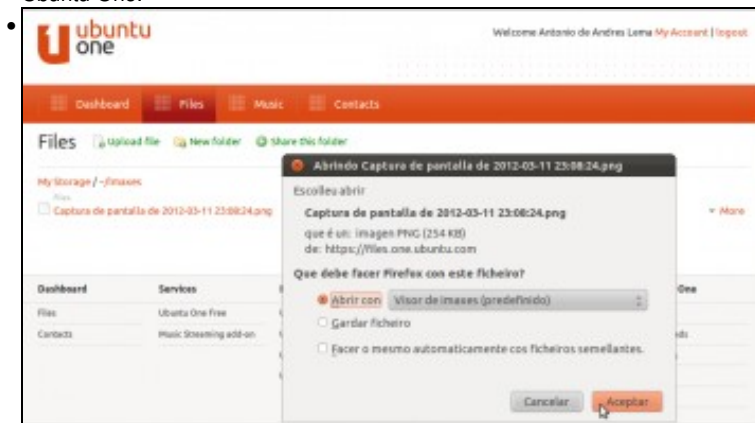 ubuntu
one
Welcome Antonio de Andres Lema My Account | logout
Dashboard Files Music Contacts
Files Upload file New folder Share this folder
My Storage / ~/Imaxes
Files
Captura de pantalla de 2012-03-11 23:08:24.png
More
Abrindo Captura de pantalla de 2012-03-11 23:08:24.png
Escolleu abrir
Captura de pantalla de 2012-03-11 23:08:24.png
que é un: imagen PNG (254 KB)
de: https://files.one.ubuntu.com
Que debe facer Firefox con este ficheiro?
Abrir con Visor de imaxes (predefinido)
Gardar ficheiro
Facer o mesmo automaticamente cos ficheiros semellantes.
Cancelar Aceptar
Dashboard Services One
Files Ubuntu One Free
Contacts Music Streaming add-on